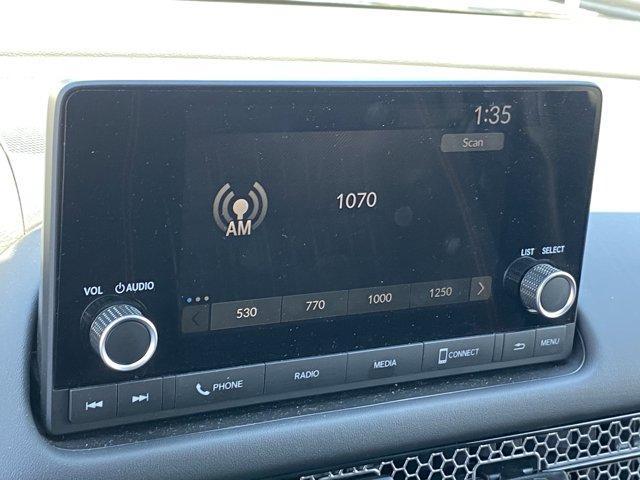 1:35
Scan
AM
1070
530 770 1000 1250
VOL AUDIO
LIST SELECT
PHONE RADIO MEDIA CONNECT MENU